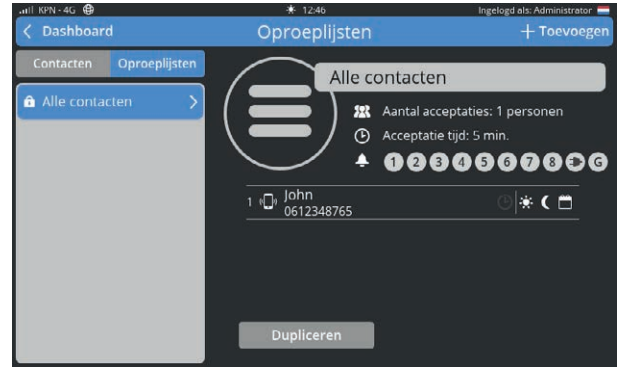 KPN - 4G
12:46
Ingelogd als: Administrator
Dashboard
Oproeplijsten
+ Toevoegen
Contacten
Oproeplijsten
Alle contacten
Alle contacten
Aantal acceptaties: 1 personen
Acceptatie tijd: 5 min.
1 2 3 4 5 6 7 8 G
1 John
0612348765
Dupliceren